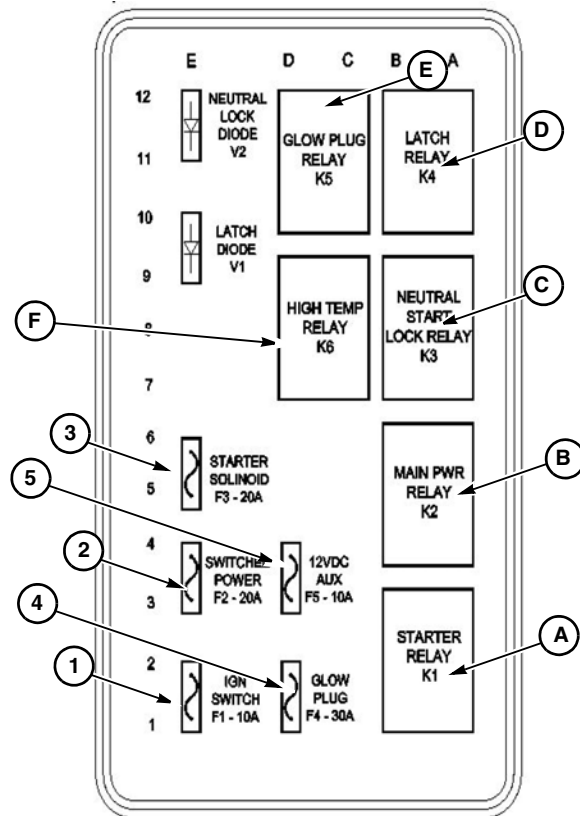 E D C B A
E
12
NEUTRAL
LOCK
DIODE
V2
11
GLOW PLUG
RELAY
K5
LATCH
RELAY
K4
D
10
LATCH
DIODE
V1
9
F
8
HIGH TEMP
RELAY
K6
NEUTRAL
START
LOCK RELAY
K3
C
7
3
6
STARTER
SOLINOID
F3 - 20A
5
MAIN PWR
RELAY
K2
B
5
4
2
POWER
F2 - 20A
3
12VDC
AUX
F5 - 10A
4
STARTER
RELAY
K1
A
1
2
IGN
SWITCH
F1 - 10A
1
GLOW
PLUG
F4 - 30A